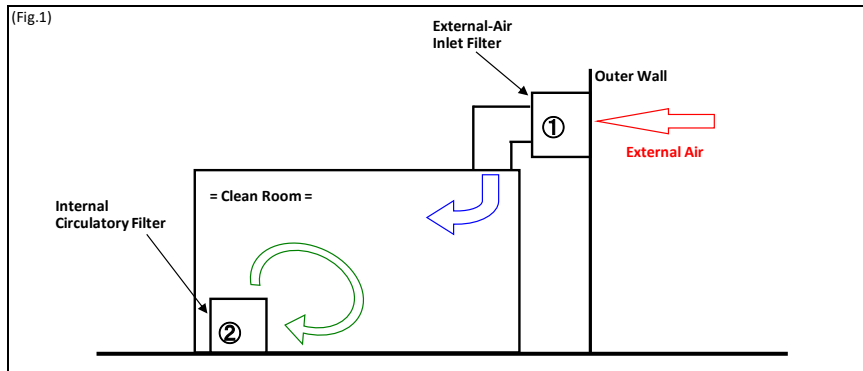 (Fig.1)
External-Air
Inlet Filter
Outer Wall
①
External Air
= Clean Room =
Internal
Circulatory Filter
②